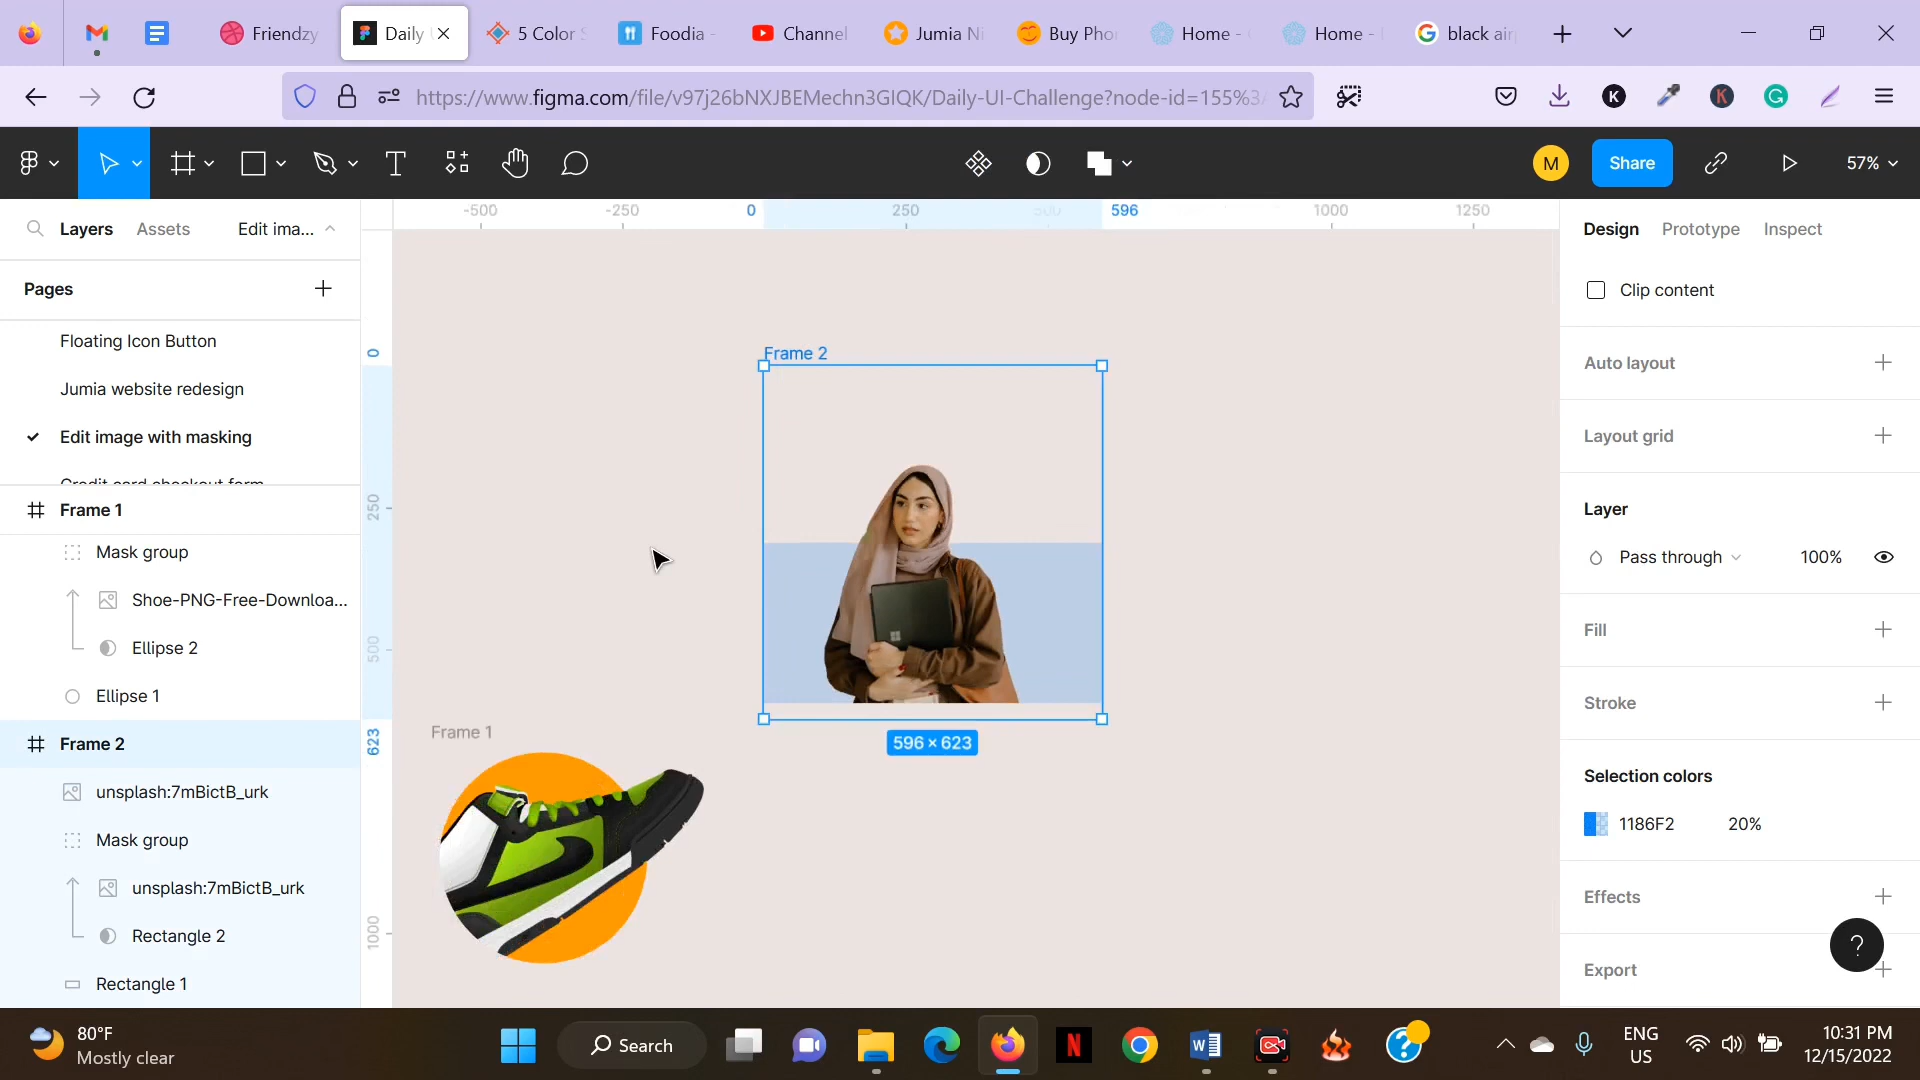 Friendzy
Daily
5 Color
Foodia -
Channel
Jumia Ni
Buy Pho
Home -
Home -
black air
https://www.figma.com/file/v97j26bNXJBEMechn3GIQK/Daily-UI-Challenge?node-id=155%3
M
Share
57%
Layers
Assets
Edit ima...
Pages
Floating Icon Button
Jumia website redesign
Edit image with masking
Credit card checkout form
Frame 1
Mask group
Shoe-PNG-Free-Downloa...
Ellipse 2
Ellipse 1
Frame 2
unsplash:7mBictB_urk
Mask group
unsplash:7mBictB_urk
Rectangle 2
Rectangle 1
-500
-250
0
250
500
596
1000
1250
0
250
500
623
1000
Frame 2
596 × 623
Frame 1
Design
Prototype
Inspect
Clip content
Auto layout
Layout grid
Layer
Pass through
100%
Fill
Stroke
Selection colors
1186F2
20%
Effects
Export
?
80°F
Mostly clear
Search
ENG
US
10:31 PM
12/15/2022